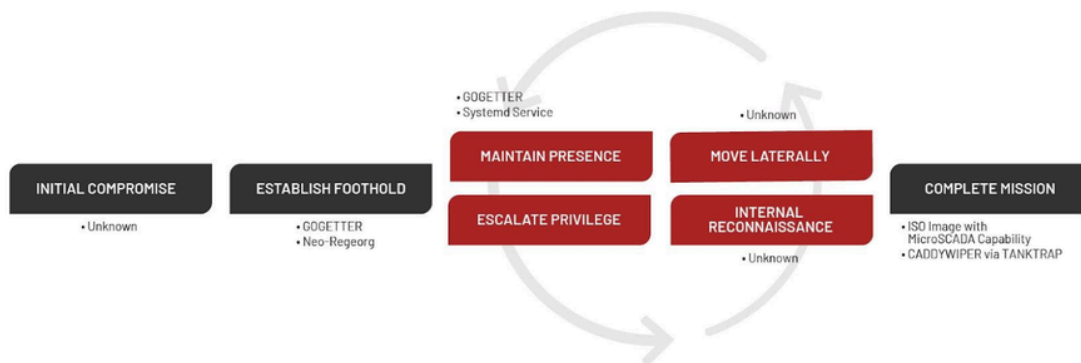 • GOGETTER
• Systemd Service
• Unknown
MAINTAIN PRESENCE
MOVE LATERALLY
INITIAL COMPROMISE
• Unknown
ESTABLISH FOOTHOLD
• GOGETTER
• Neo-Regeorg
ESCALATE PRIVILEGE
INTERNAL
RECONNAISSANCE
• Unknown
COMPLETE MISSION
• ISO Image with
MicroSCADA Capability
• CADDYWIPER via TANKTRAP